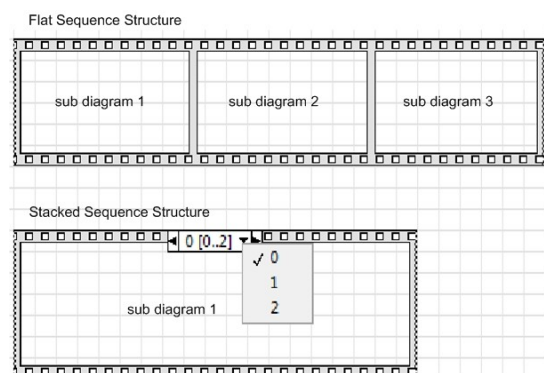 Flat Sequence Structure
sub diagram 1 sub diagram 2 sub diagram 3
Stacked Sequence Structure
0 [0..2]
✓ 0
1
sub diagram 1
2